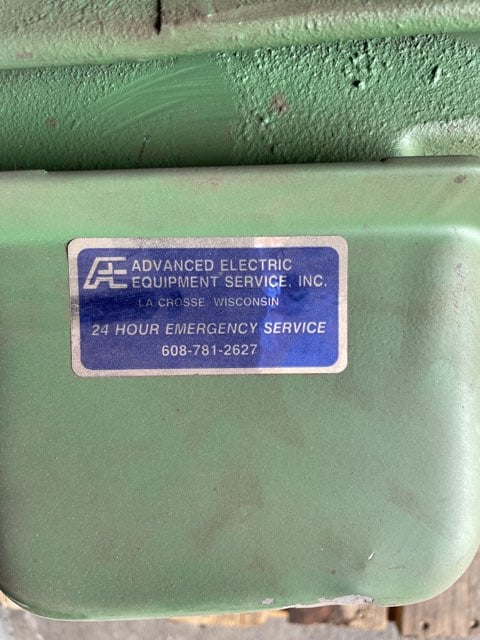 AE ADVANCED ELECTRIC
EQUIPMENT SERVICE, INC.
LA CROSSE WISCONSIN
24 HOUR EMERGENCY SERVICE
608-781-2627